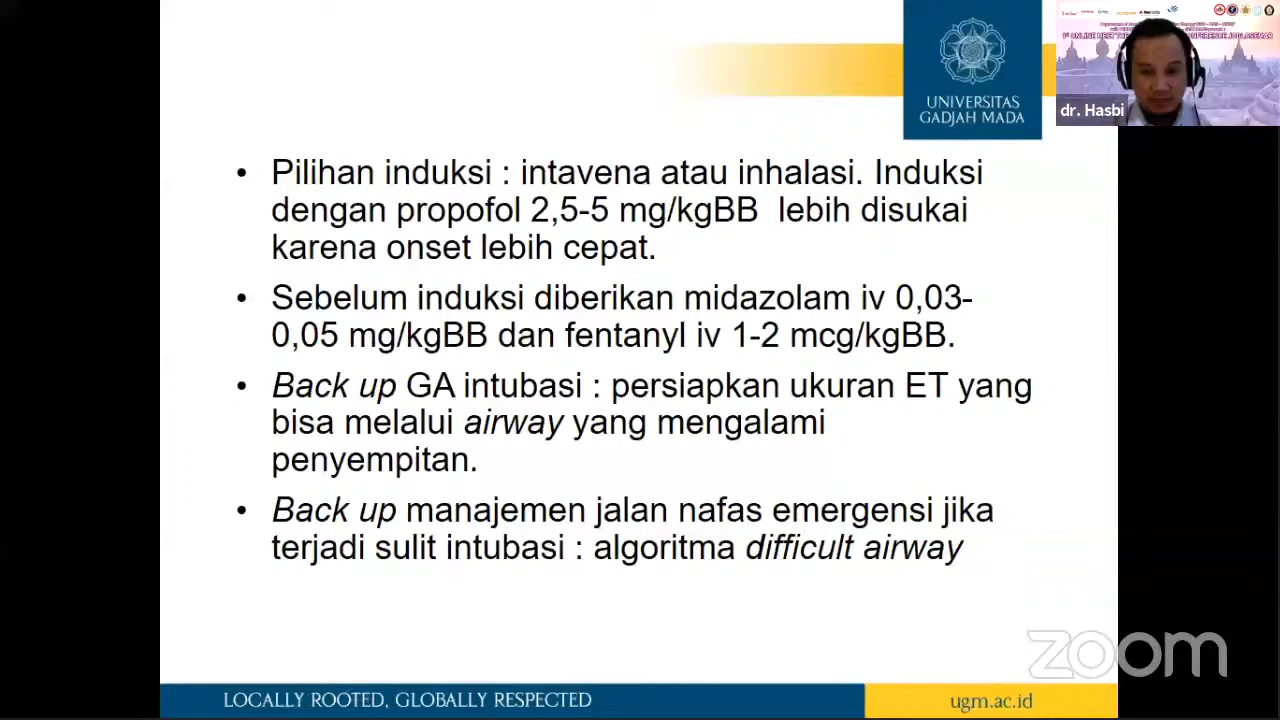 UNIVERSITAS
GADJAH MADA
dr. Hasbi
• Pilihan induksi : intavena atau inhalasi. Induksi
dengan propofol 2,5-5 mg/kgBB lebih disukai
karena onset lebih cepat.
• Sebelum induksi diberikan midazolam iv 0,03-
0,05 mg/kgBB dan fentanyl iv 1-2 mcg/kgBB.
• Back up GA intubasi : persiapkan ukuran ET yang
bisa melalui airway yang mengalami
penyempitan.
• Back up manajemen jalan nafas emergensi jika
terjadi sulit intubasi : algoritma difficult airway
zoom
LOCALLY ROOTED, GLOBALLY RESPECTED
ugm.ac.id